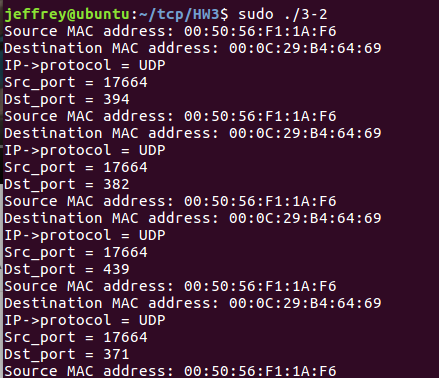 jeffrey@ubuntu:~/tcp/HW3$ sudo ./3-2
Source MAC address: 00:50:56:F1:1A:F6
Destination MAC address: 00:0C:29:B4:64:69
IP->protocol = UDP
Src_port = 17664
Dst_port = 394
Source MAC address: 00:50:56:F1:1A:F6
Destination MAC address: 00:0C:29:B4:64:69
IP->protocol = UDP
Src_port = 17664
Dst_port = 382
Source MAC address: 00:50:56:F1:1A:F6
Destination MAC address: 00:0C:29:B4:64:69
IP->protocol = UDP
Src_port = 17664
Dst_port = 439
Source MAC address: 00:50:56:F1:1A:F6
Destination MAC address: 00:0C:29:B4:64:69
IP->protocol = UDP
Src_port = 17664
Dst_port = 371
Source MAC address: 00:50:56:F1:1A:F6